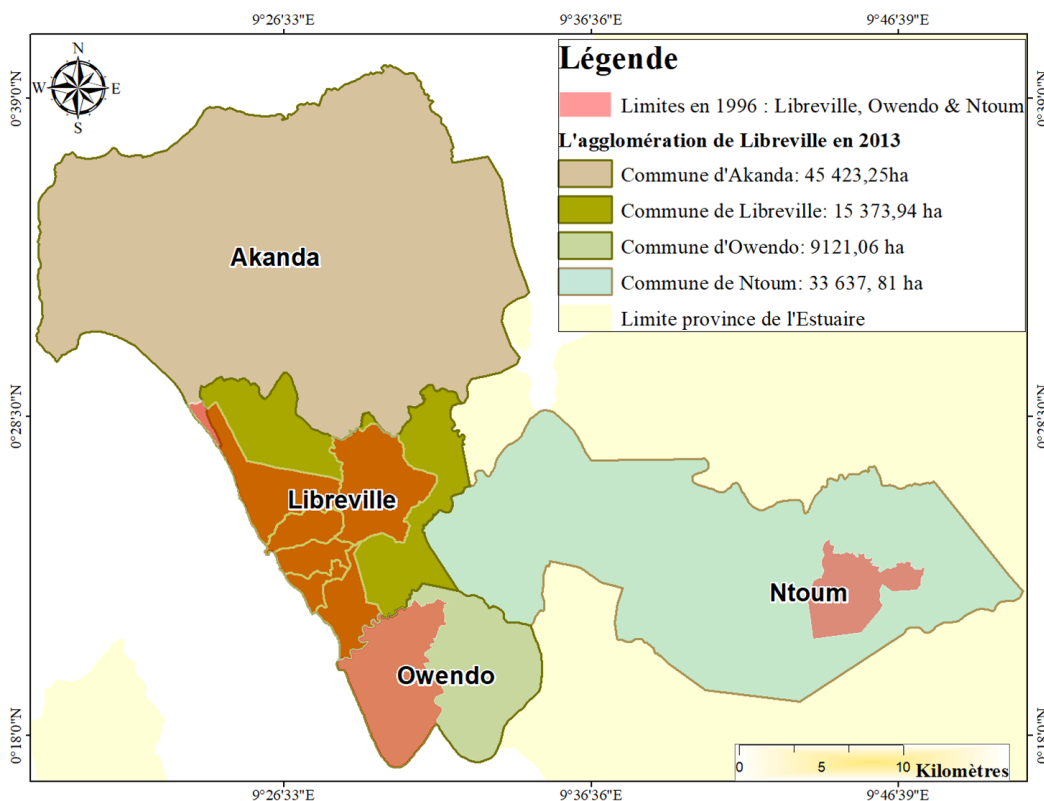 9°26'33"E 9°36'36"E 9°46'39"E
0°39'0"N
0°39'0"N
N
W E
S
Légende
Limites en 1996 : Libreville, Owendo & Ntoum
L'agglomération de Libreville en 2013
Commune d'Akanda: 45 423,25ha
Commune de Libreville: 15 373,94 ha
Commune d'Owendo: 9121,06 ha
Commune de Ntoum: 33 637, 81 ha
Limite province de l'Estuaire
Akanda
0°28'30"N
0°28'30"N
Libreville
Ntoum
Owendo
0°18'0"N
0°18'0"N
0 5 10 Kilomètres
9°26'33"E 9°36'36"E 9°46'39"E